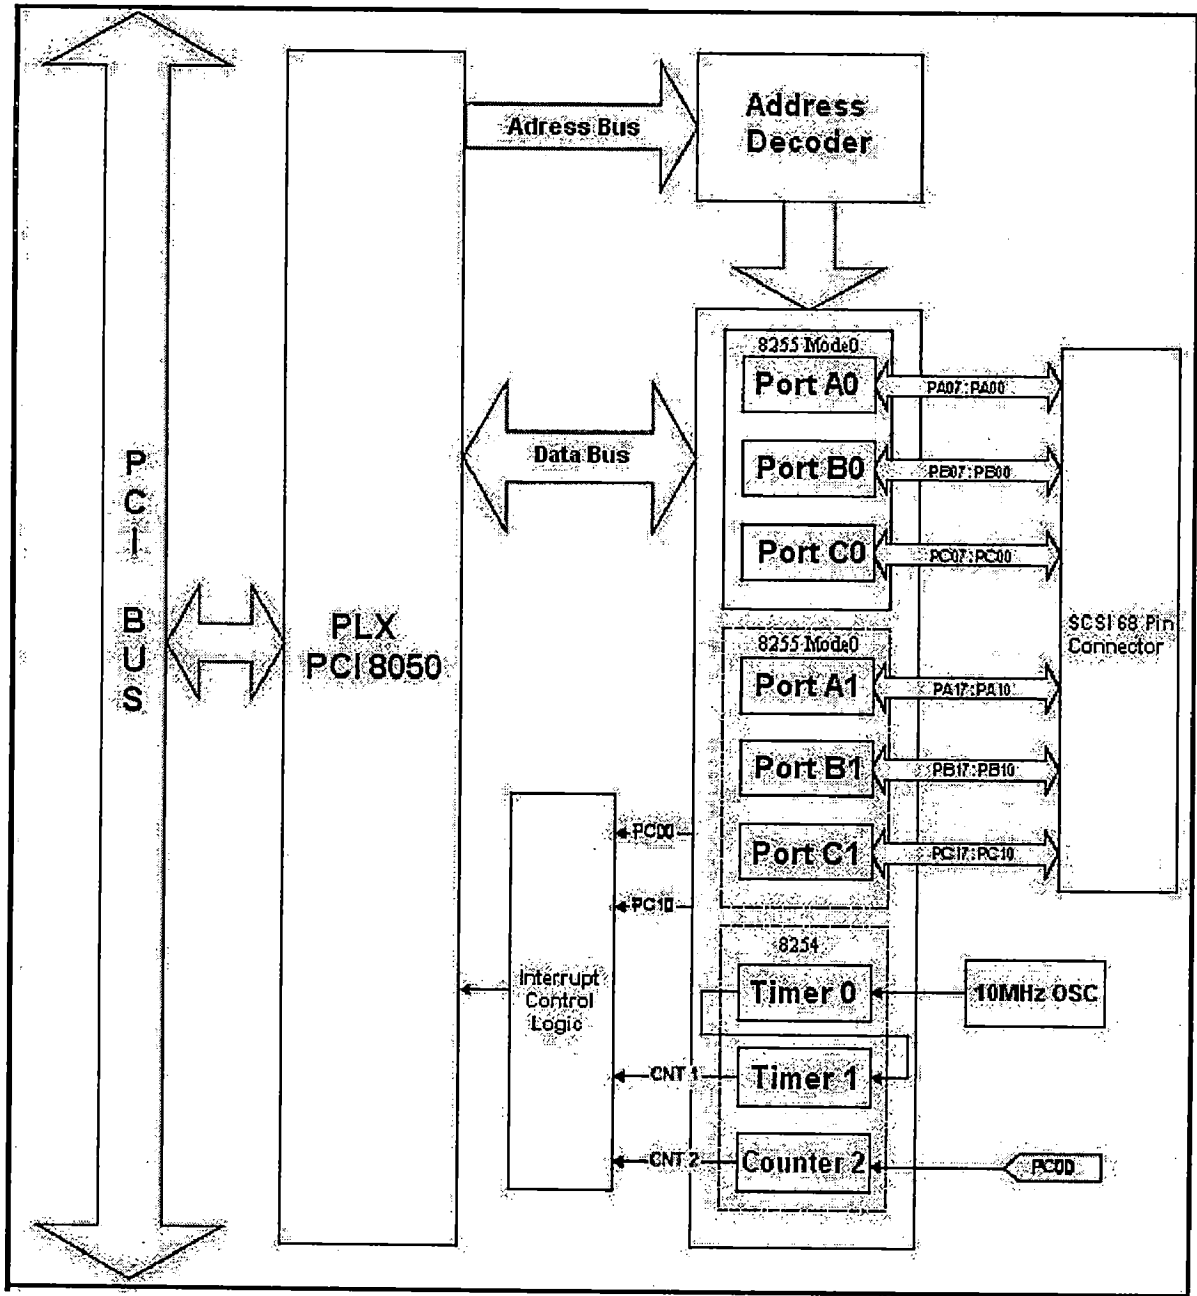 Adress Bus
Address
Decoder
8255 Mode0
Port A0
PA07:PA00
Port B0
PB07:PB00
Port C0
PC07:PC00
Data Bus
PCI BUS
PLX
PCI 8050
SCSI 68 Pin
Connector
8255 Mode0
Port A1
PA17:PA10
Port B1
PB17:PB10
Port C1
PC17:PC10
PC00
PC10
Interrupt
Control
Logic
8254
Timer 0
10MHz OSC
CNT 1
Timer 1
CNT 2
Counter 2
PC00